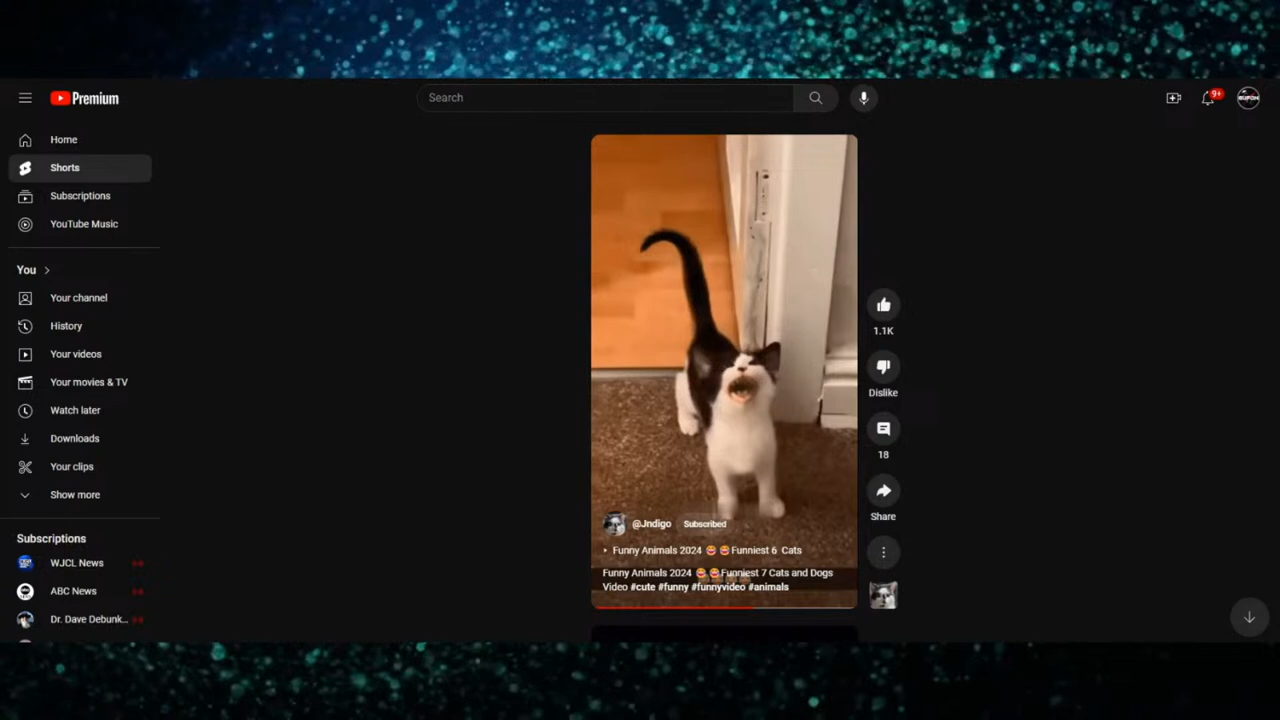 Premium
Search
9+
Home
Shorts
Subscriptions
YouTube Music
You
Your channel
History
Your videos
Your movies & TV
Watch later
Downloads
Your clips
Show more
Subscriptions
WJCL News
ABC News
Dr. Dave Debunk...
1.1K
Dislike
18
Share
@Jndigo Subscribed
Funny Animals 2024 😂😂Funniest 6 Cats
Funny Animals 2024 😂😂Funniest 7 Cats and Dogs
Video #cute #funny #funnyvideo #animals